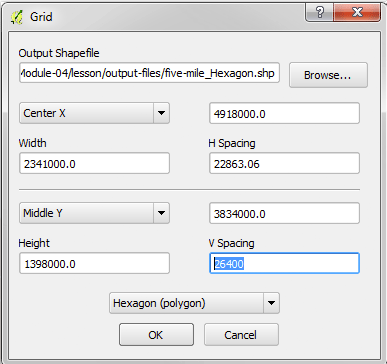 Grid
Output Shapefile
Module-04/lesson/output-files/five-mile_Hexagon.shp
Browse...
Center X
4918000.0
Width
H Spacing
2341000.0
22863.06
Middle Y
3834000.0
Height
V Spacing
1398000.0
26400
Hexagon (polygon)
OK
Cancel